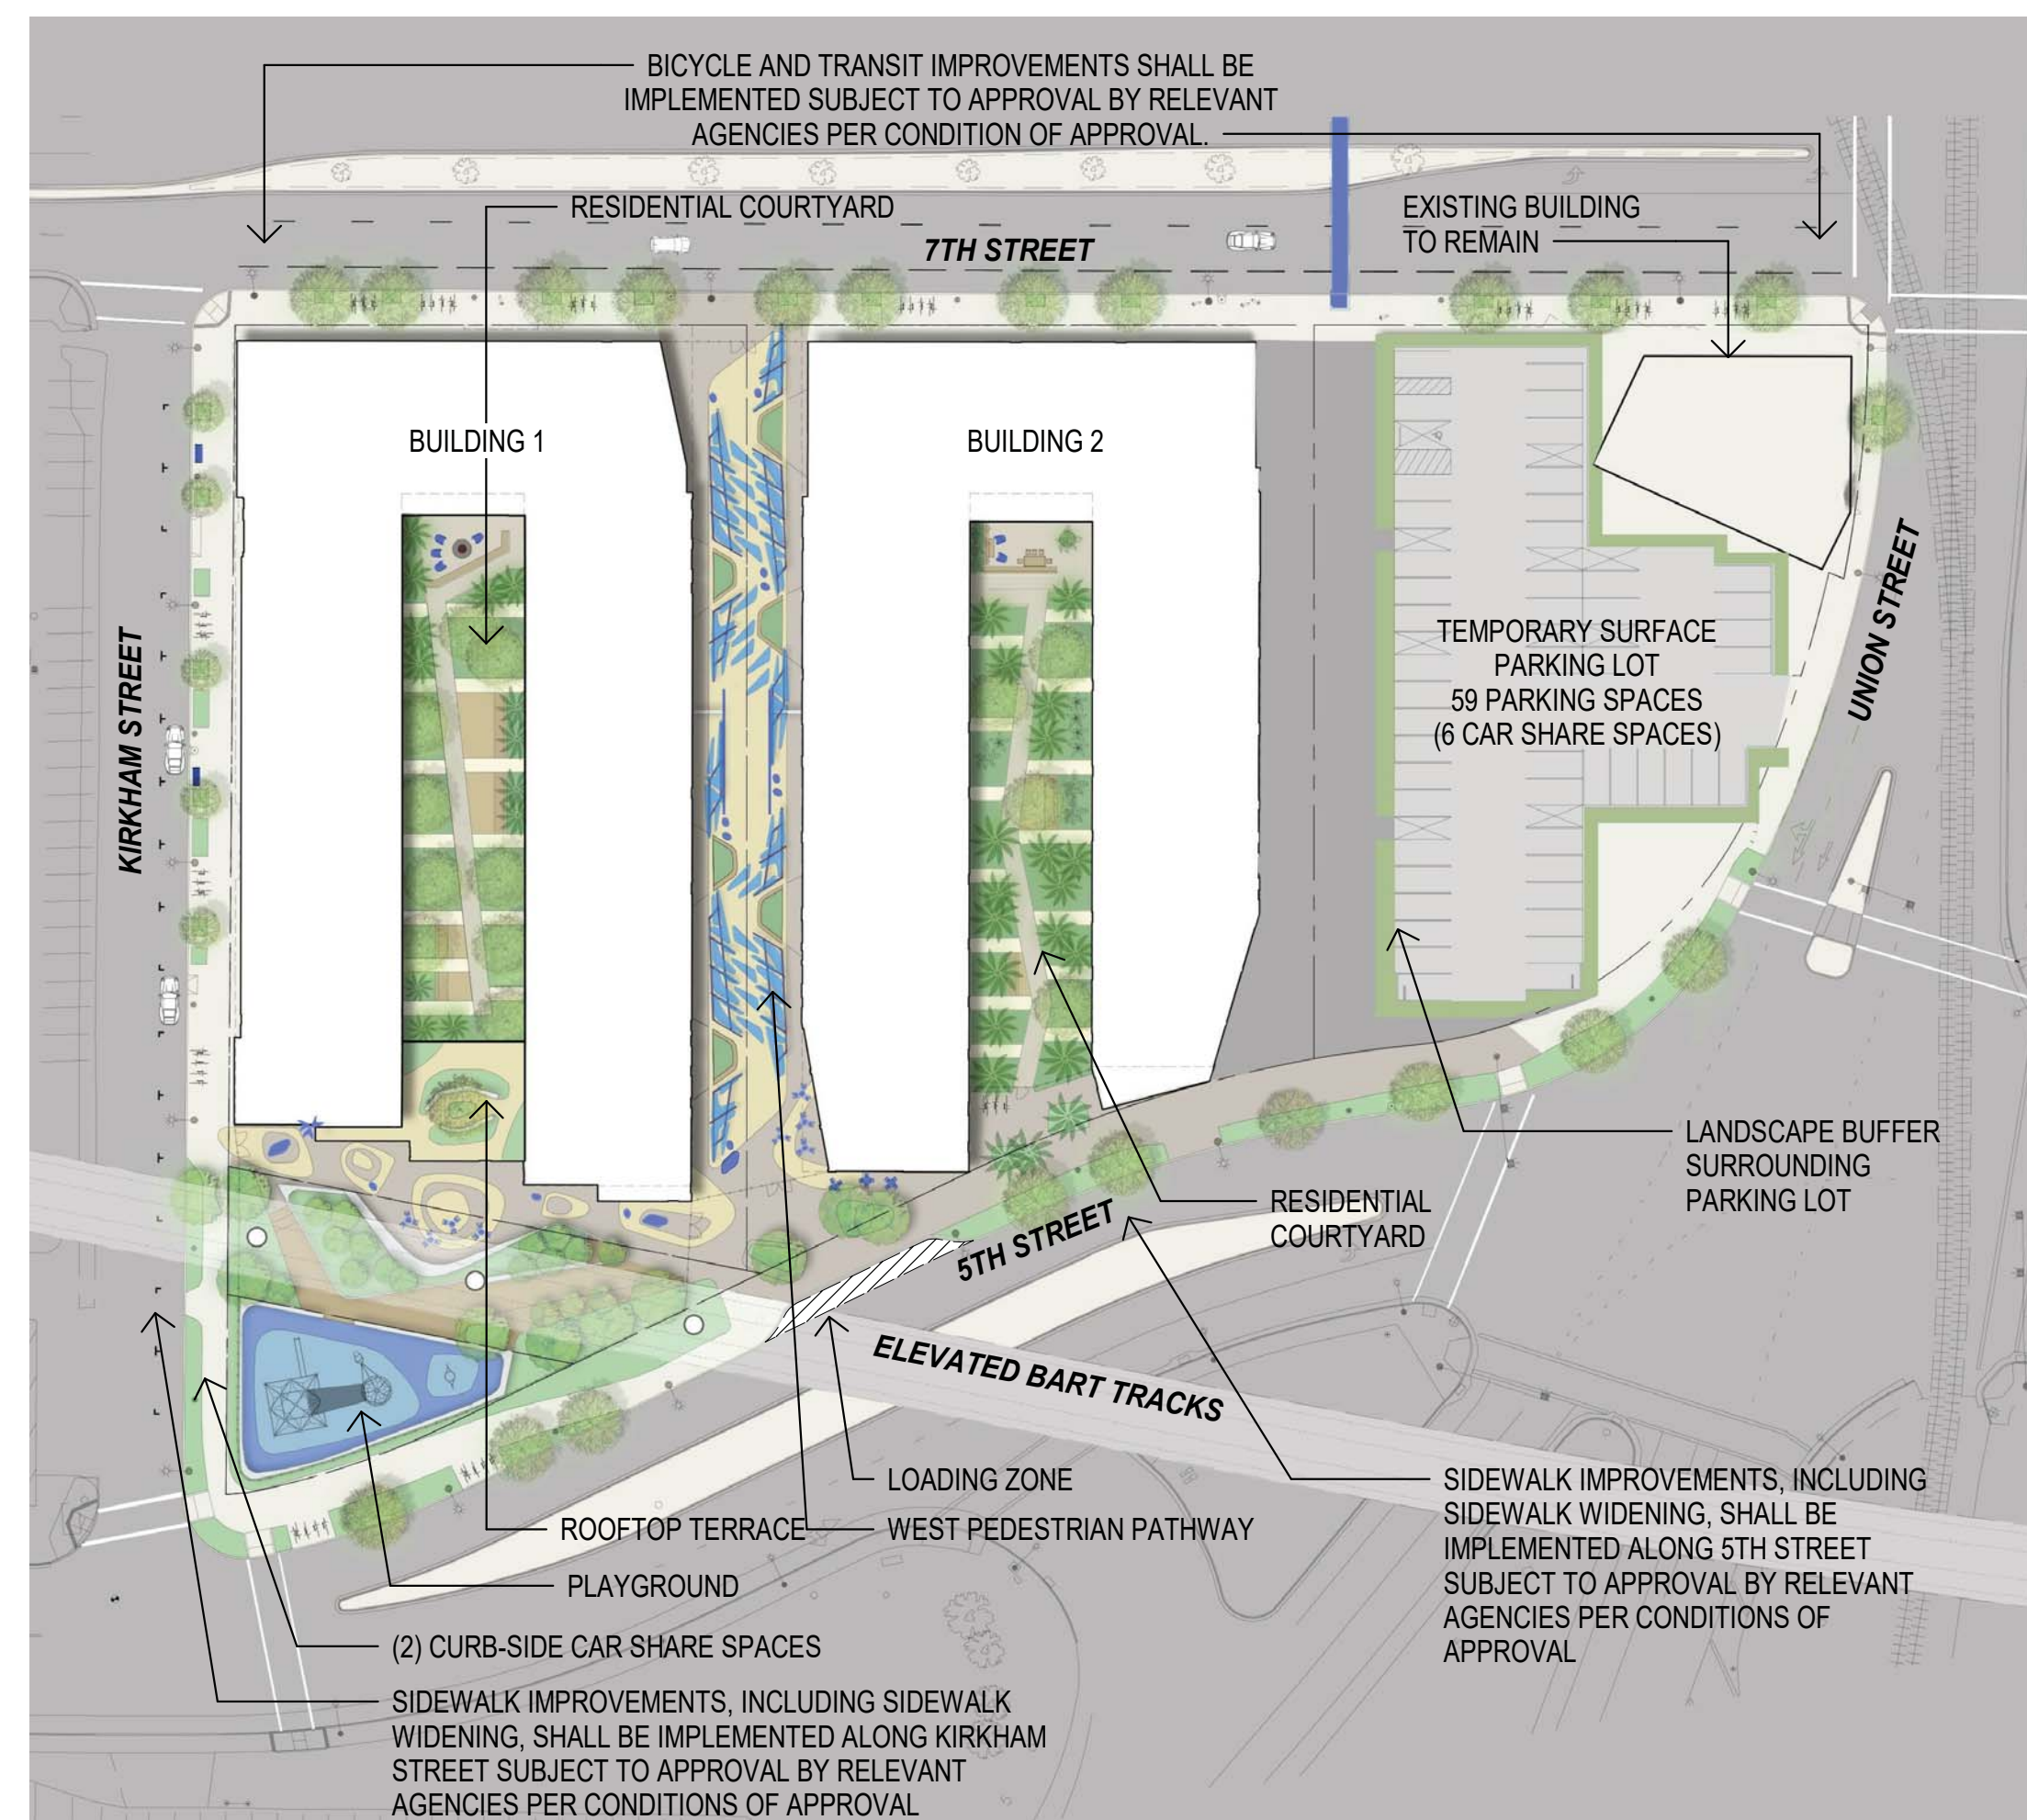 BICYCLE AND TRANSIT IMPROVEMENTS SHALL BE
IMPLEMENTED SUBJECT TO APPROVAL BY RELEVANT
AGENCIES PER CONDITION OF APPROVAL.
RESIDENTIAL COURTYARD
EXISTING BUILDING
TO REMAIN
7TH STREET
BUILDING 1
BUILDING 2
KIRKHAM STREET
UNION STREET
TEMPORARY SURFACE
PARKING LOT
59 PARKING SPACES
(6 CAR SHARE SPACES)
LANDSCAPE BUFFER
SURROUNDING
PARKING LOT
RESIDENTIAL
COURTYARD
5TH STREET
ELEVATED BART TRACKS
LOADING ZONE
ROOFTOP TERRACE
WEST PEDESTRIAN PATHWAY
PLAYGROUND
(2) CURB-SIDE CAR SHARE SPACES
SIDEWALK IMPROVEMENTS, INCLUDING SIDEWALK
WIDENING, SHALL BE IMPLEMENTED ALONG KIRKHAM
STREET SUBJECT TO APPROVAL BY RELEVANT
AGENCIES PER CONDITIONS OF APPROVAL
SIDEWALK IMPROVEMENTS, INCLUDING
SIDEWALK WIDENING, SHALL BE
IMPLEMENTED ALONG 5TH STREET
SUBJECT TO APPROVAL BY RELEVANT
AGENCIES PER CONDITIONS OF
APPROVAL